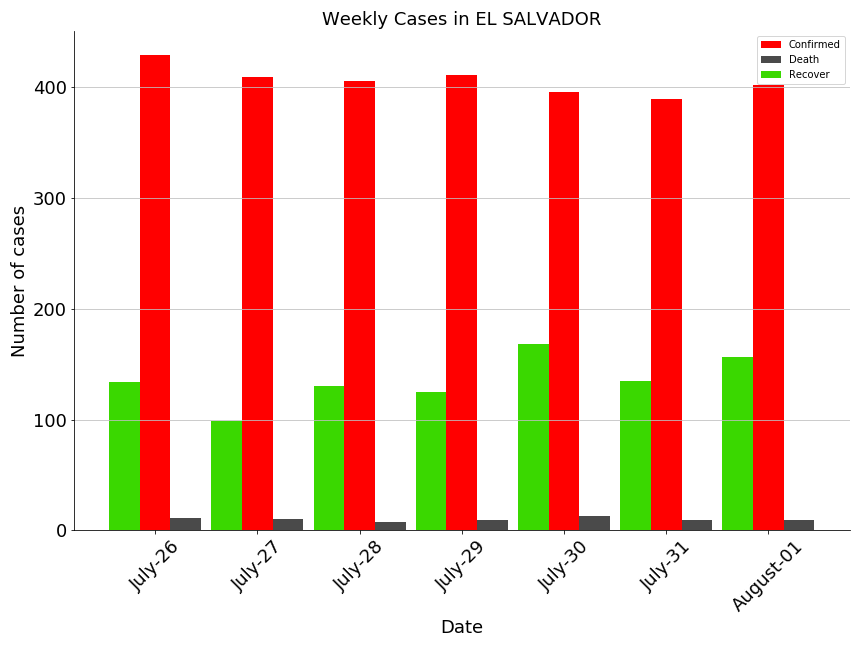 Weekly Cases in EL SALVADOR
Confirmed
Death
Recover
Number of cases
400
300
200
100
0
July-26
July-27
July-28
July-29
July-30
July-31
August-01
Date